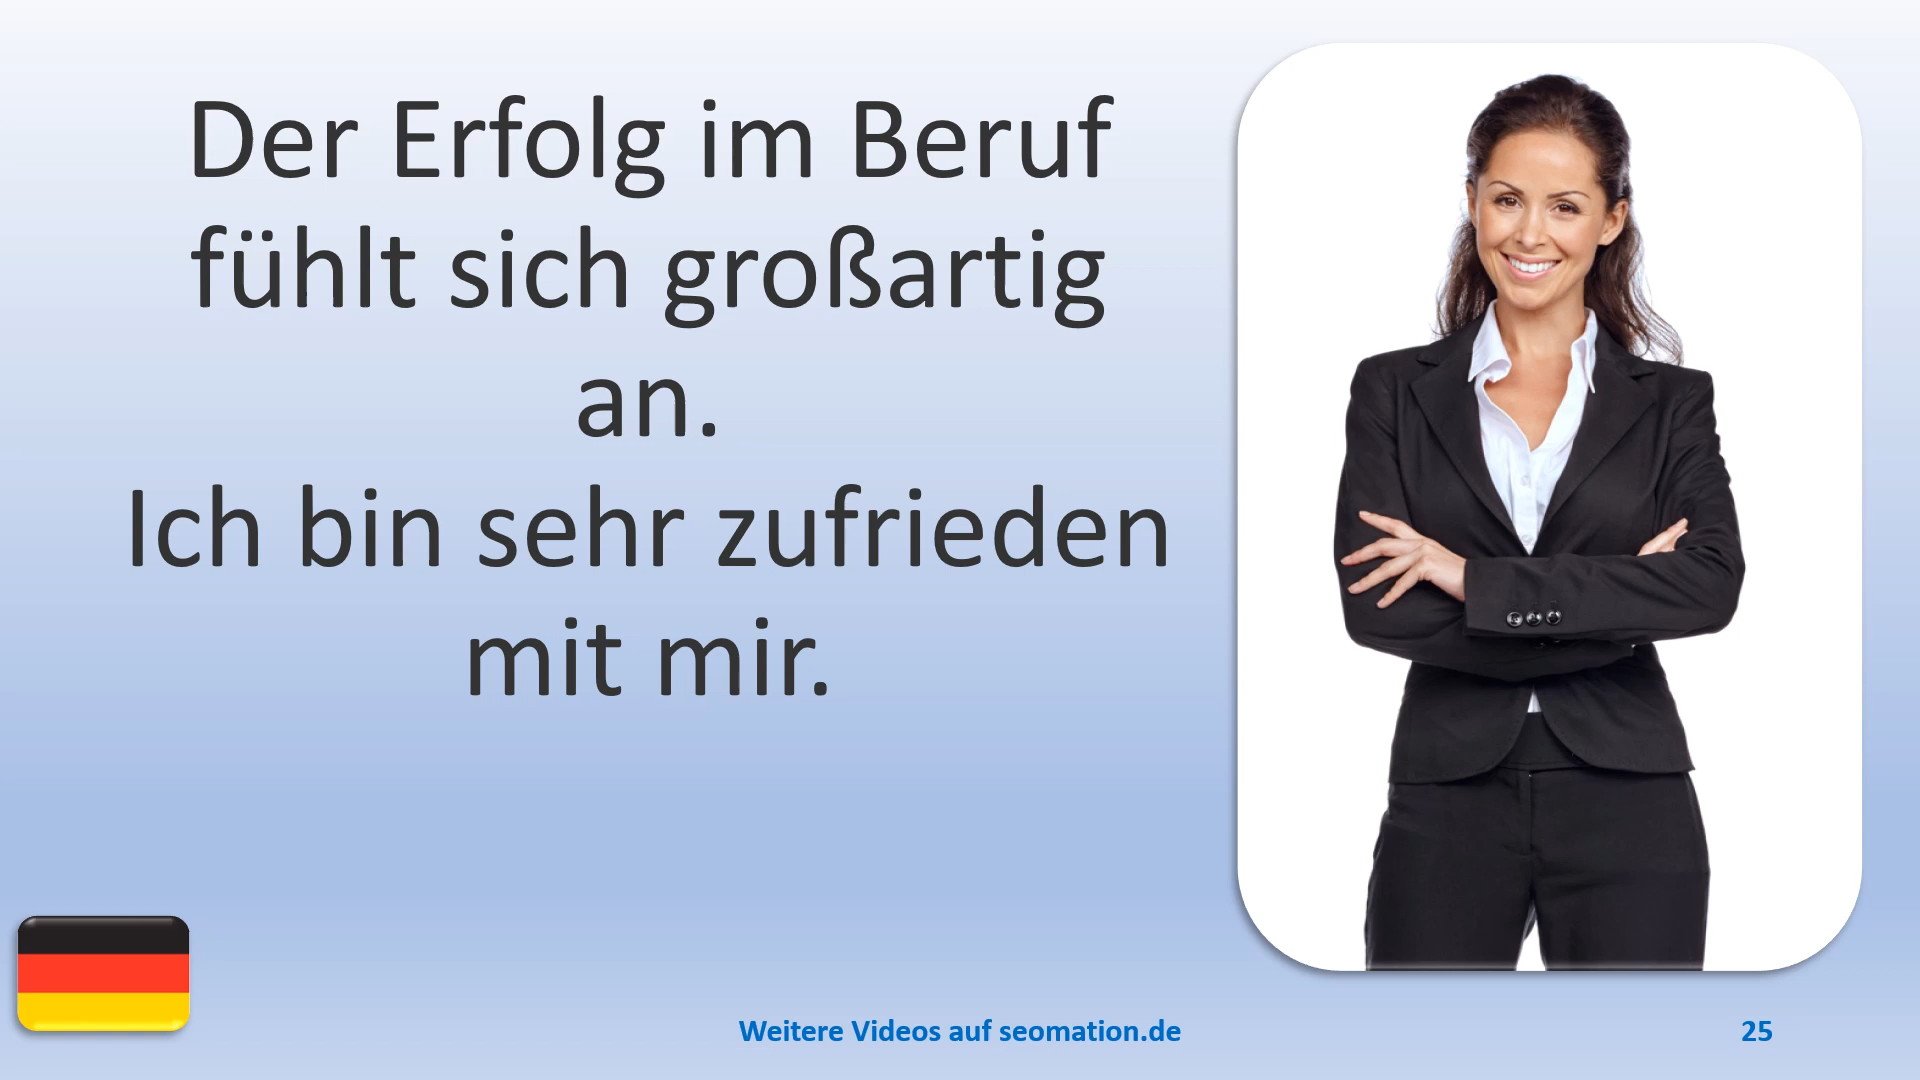 Der Erfolg im Beruf
fühlt sich großartig
an.
Ich bin sehr zufrieden
mit mir.
Weitere Videos auf seomation.de
25